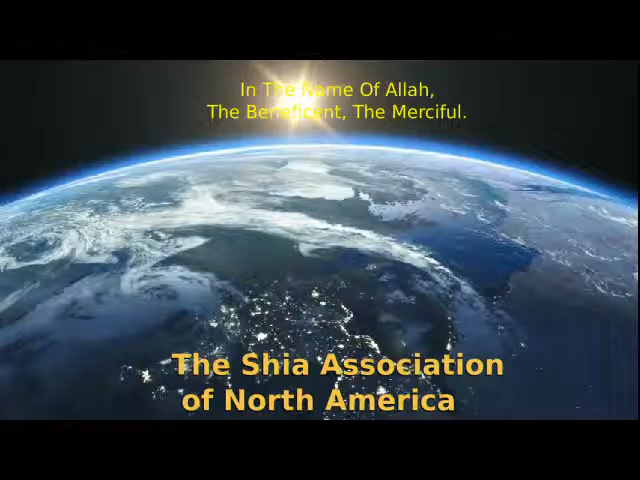 In The Name Of Allah,
The Beneficent, The Merciful.
The Shia Association
of North America